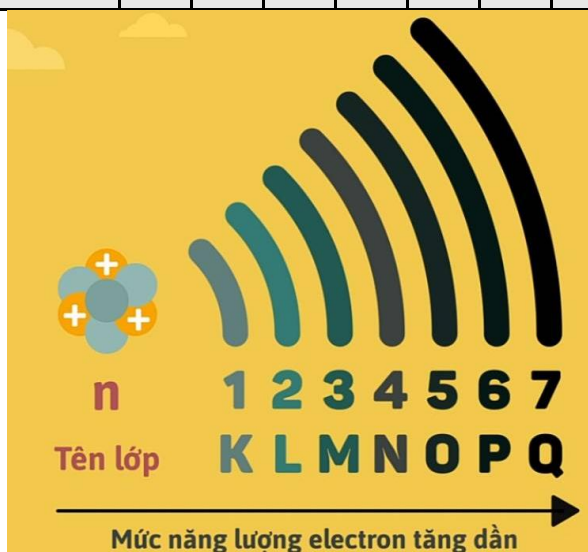 +
+
+
n 1 2 3 4 5 6 7
Tên lớp K L M N O P Q
Mức năng lượng electron tăng dần